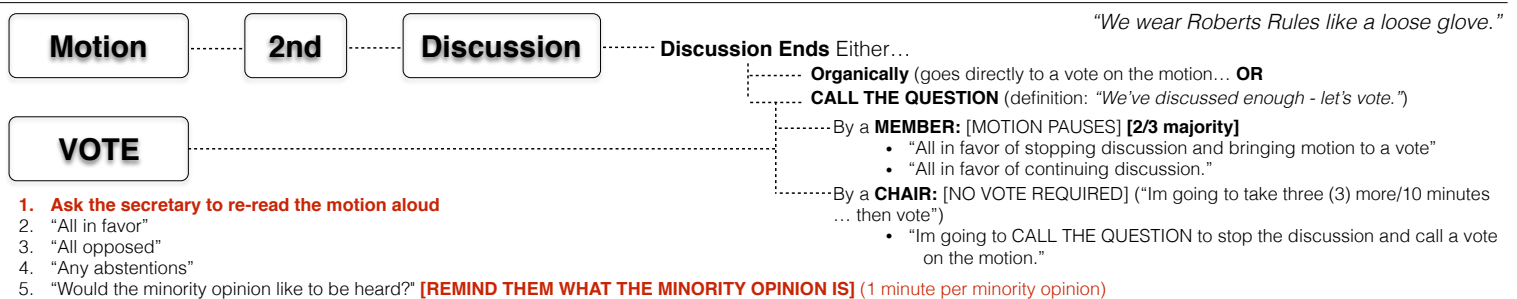 “We wear Roberts Rules like a loose glove.”
Motion
2nd
Discussion
Discussion Ends Either…
Organically (goes directly to a vote on the motion… OR
CALL THE QUESTION (definition: “We’ve discussed enough - let’s vote.”)
By a MEMBER: [MOTION PAUSES] [2/3 majority]
• “All in favor of stopping discussion and bringing motion to a vote”
• “All in favor of continuing discussion.”
By a CHAIR: [NO VOTE REQUIRED] (“Im going to take three (3) more/10 minutes
… then vote”)
• “Im going to CALL THE QUESTION to stop the discussion and call a vote
on the motion.”
VOTE
1. Ask the secretary to re-read the motion aloud
2. “All in favor”
3. “All opposed”
4. “Any abstentions”
5. “Would the minority opinion like to be heard?" [REMIND THEM WHAT THE MINORITY OPINION IS] (1 minute per minority opinion)